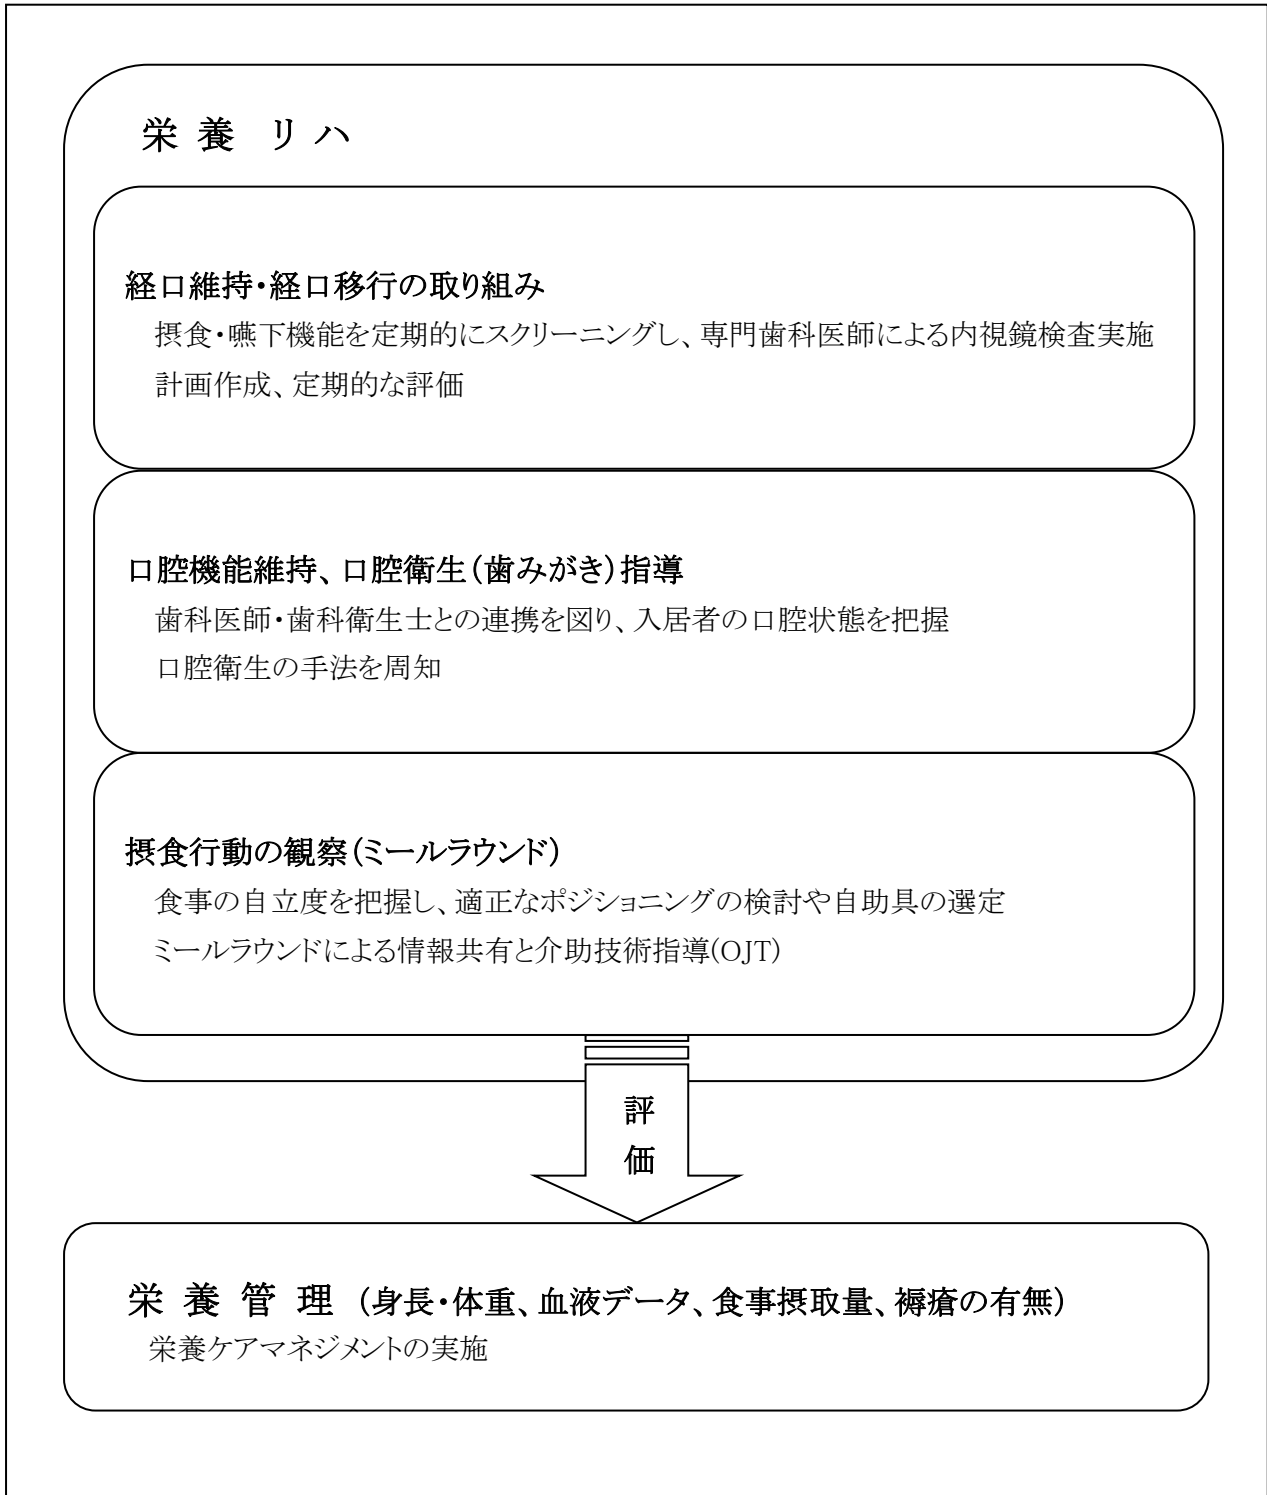 栄養 リハ
経口維持・経口移行の取り組み
摂食・嚥下機能を定期的にスクリーニングし、専門歯科医師による内視鏡検査実施
計画作成、定期的な評価
口腔機能維持、口腔衛生(歯みがき)指導
歯科医師・歯科衛生士との連携を図り、入居者の口腔状態を把握
口腔衛生の手法を周知
摂食行動の観察(ミールラウンド)
食事の自立度を把握し、適正なポジショニングの検討や自助具の選定
ミールラウンドによる情報共有と介助技術指導(OJT)
評
価
栄養管理 (身長・体重、血液データ、食事摂取量、褥瘡の有無)
栄養ケアマネジメントの実施